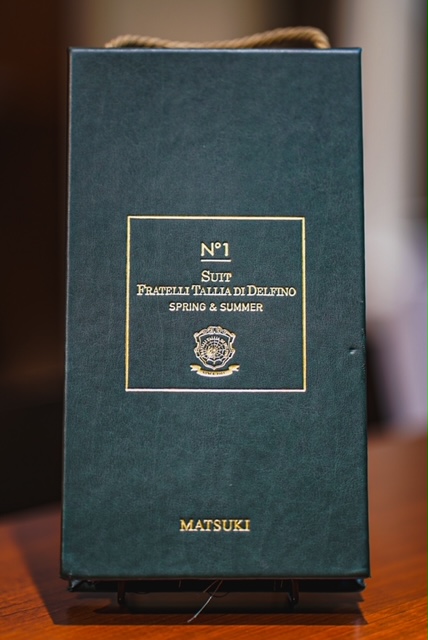 N°1
SUIT
FRATELLI TALLIA DI DELFINO
SPRING & SUMMER
MATSUKI